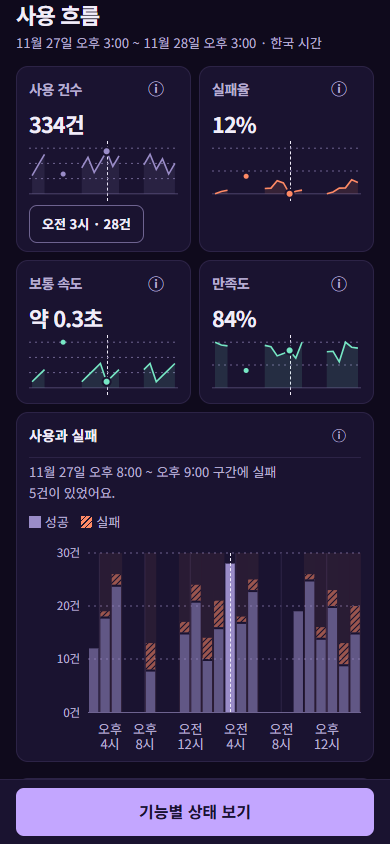 사용 흐름
11월 27일 오후 3:00 ~ 11월 28일 오후 3:00 · 한국 시간
사용 건수
334건
오전 3시 · 28건
실패율
12%
보통 속도
약 0.3초
만족도
84%
사용과 실패
11월 27일 오후 8:00 ~ 오후 9:00 구간에 실패
5건이 있었어요.
성공 실패
30건
20건
10건
0건
오후 오후 오전 오전 오전 오후
4시 8시 12시 4시 8시 12시
기능별 상태 보기